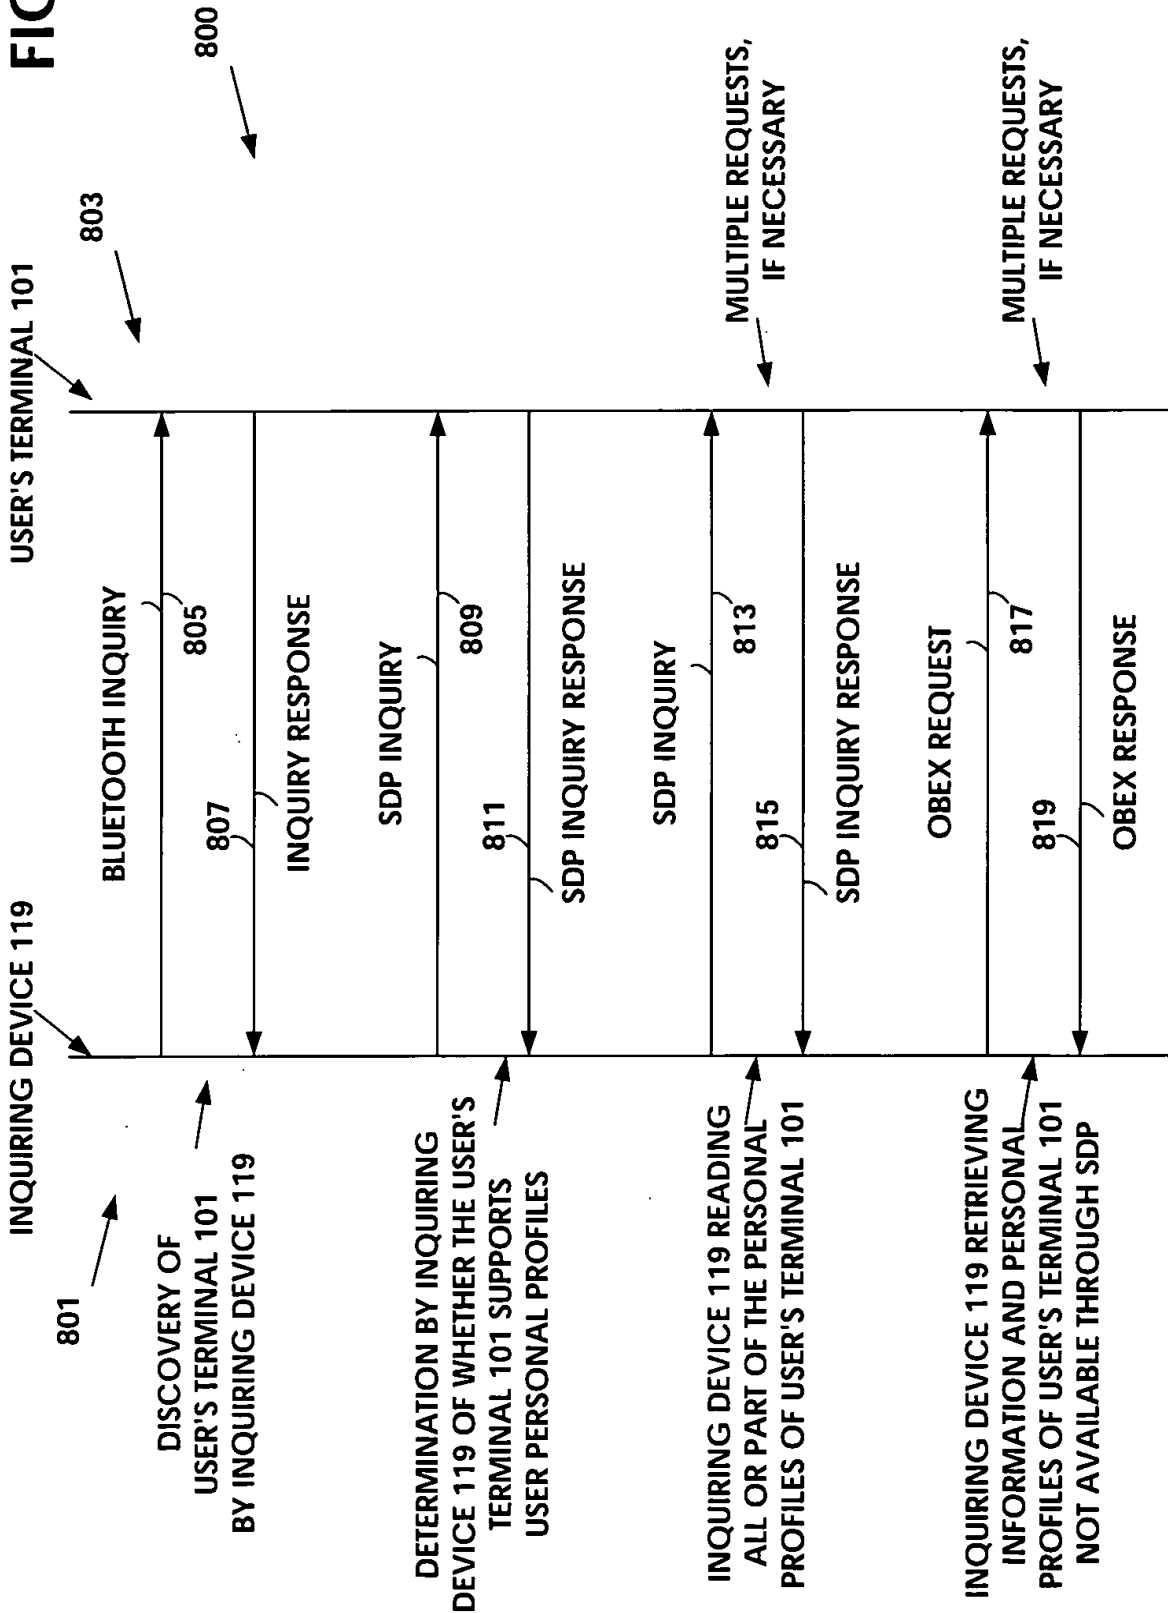 FIG
800
INQUIRING DEVICE 119
USER'S TERMINAL 101
801
803
DISCOVERY OF
USER'S TERMINAL 101
BY INQUIRING DEVICE 119
BLUETOOTH INQUIRY
805
807
INQUIRY RESPONSE
DETERMINATION BY INQUIRING
DEVICE 119 OF WHETHER THE USER'S
TERMINAL 101 SUPPORTS
USER PERSONAL PROFILES
SDP INQUIRY
809
811
SDP INQUIRY RESPONSE
INQUIRING DEVICE 119 READING
ALL OR PART OF THE PERSONAL
PROFILES OF USER'S TERMINAL 101
SDP INQUIRY
813
815
SDP INQUIRY RESPONSE
MULTIPLE REQUESTS,
IF NECESSARY
INQUIRING DEVICE 119 RETRIEVING
INFORMATION AND PERSONAL
PROFILES OF USER'S TERMINAL 101
NOT AVAILABLE THROUGH SDP
OBEX REQUEST
817
819
OBEX RESPONSE
MULTIPLE REQUESTS,
IF NECESSARY